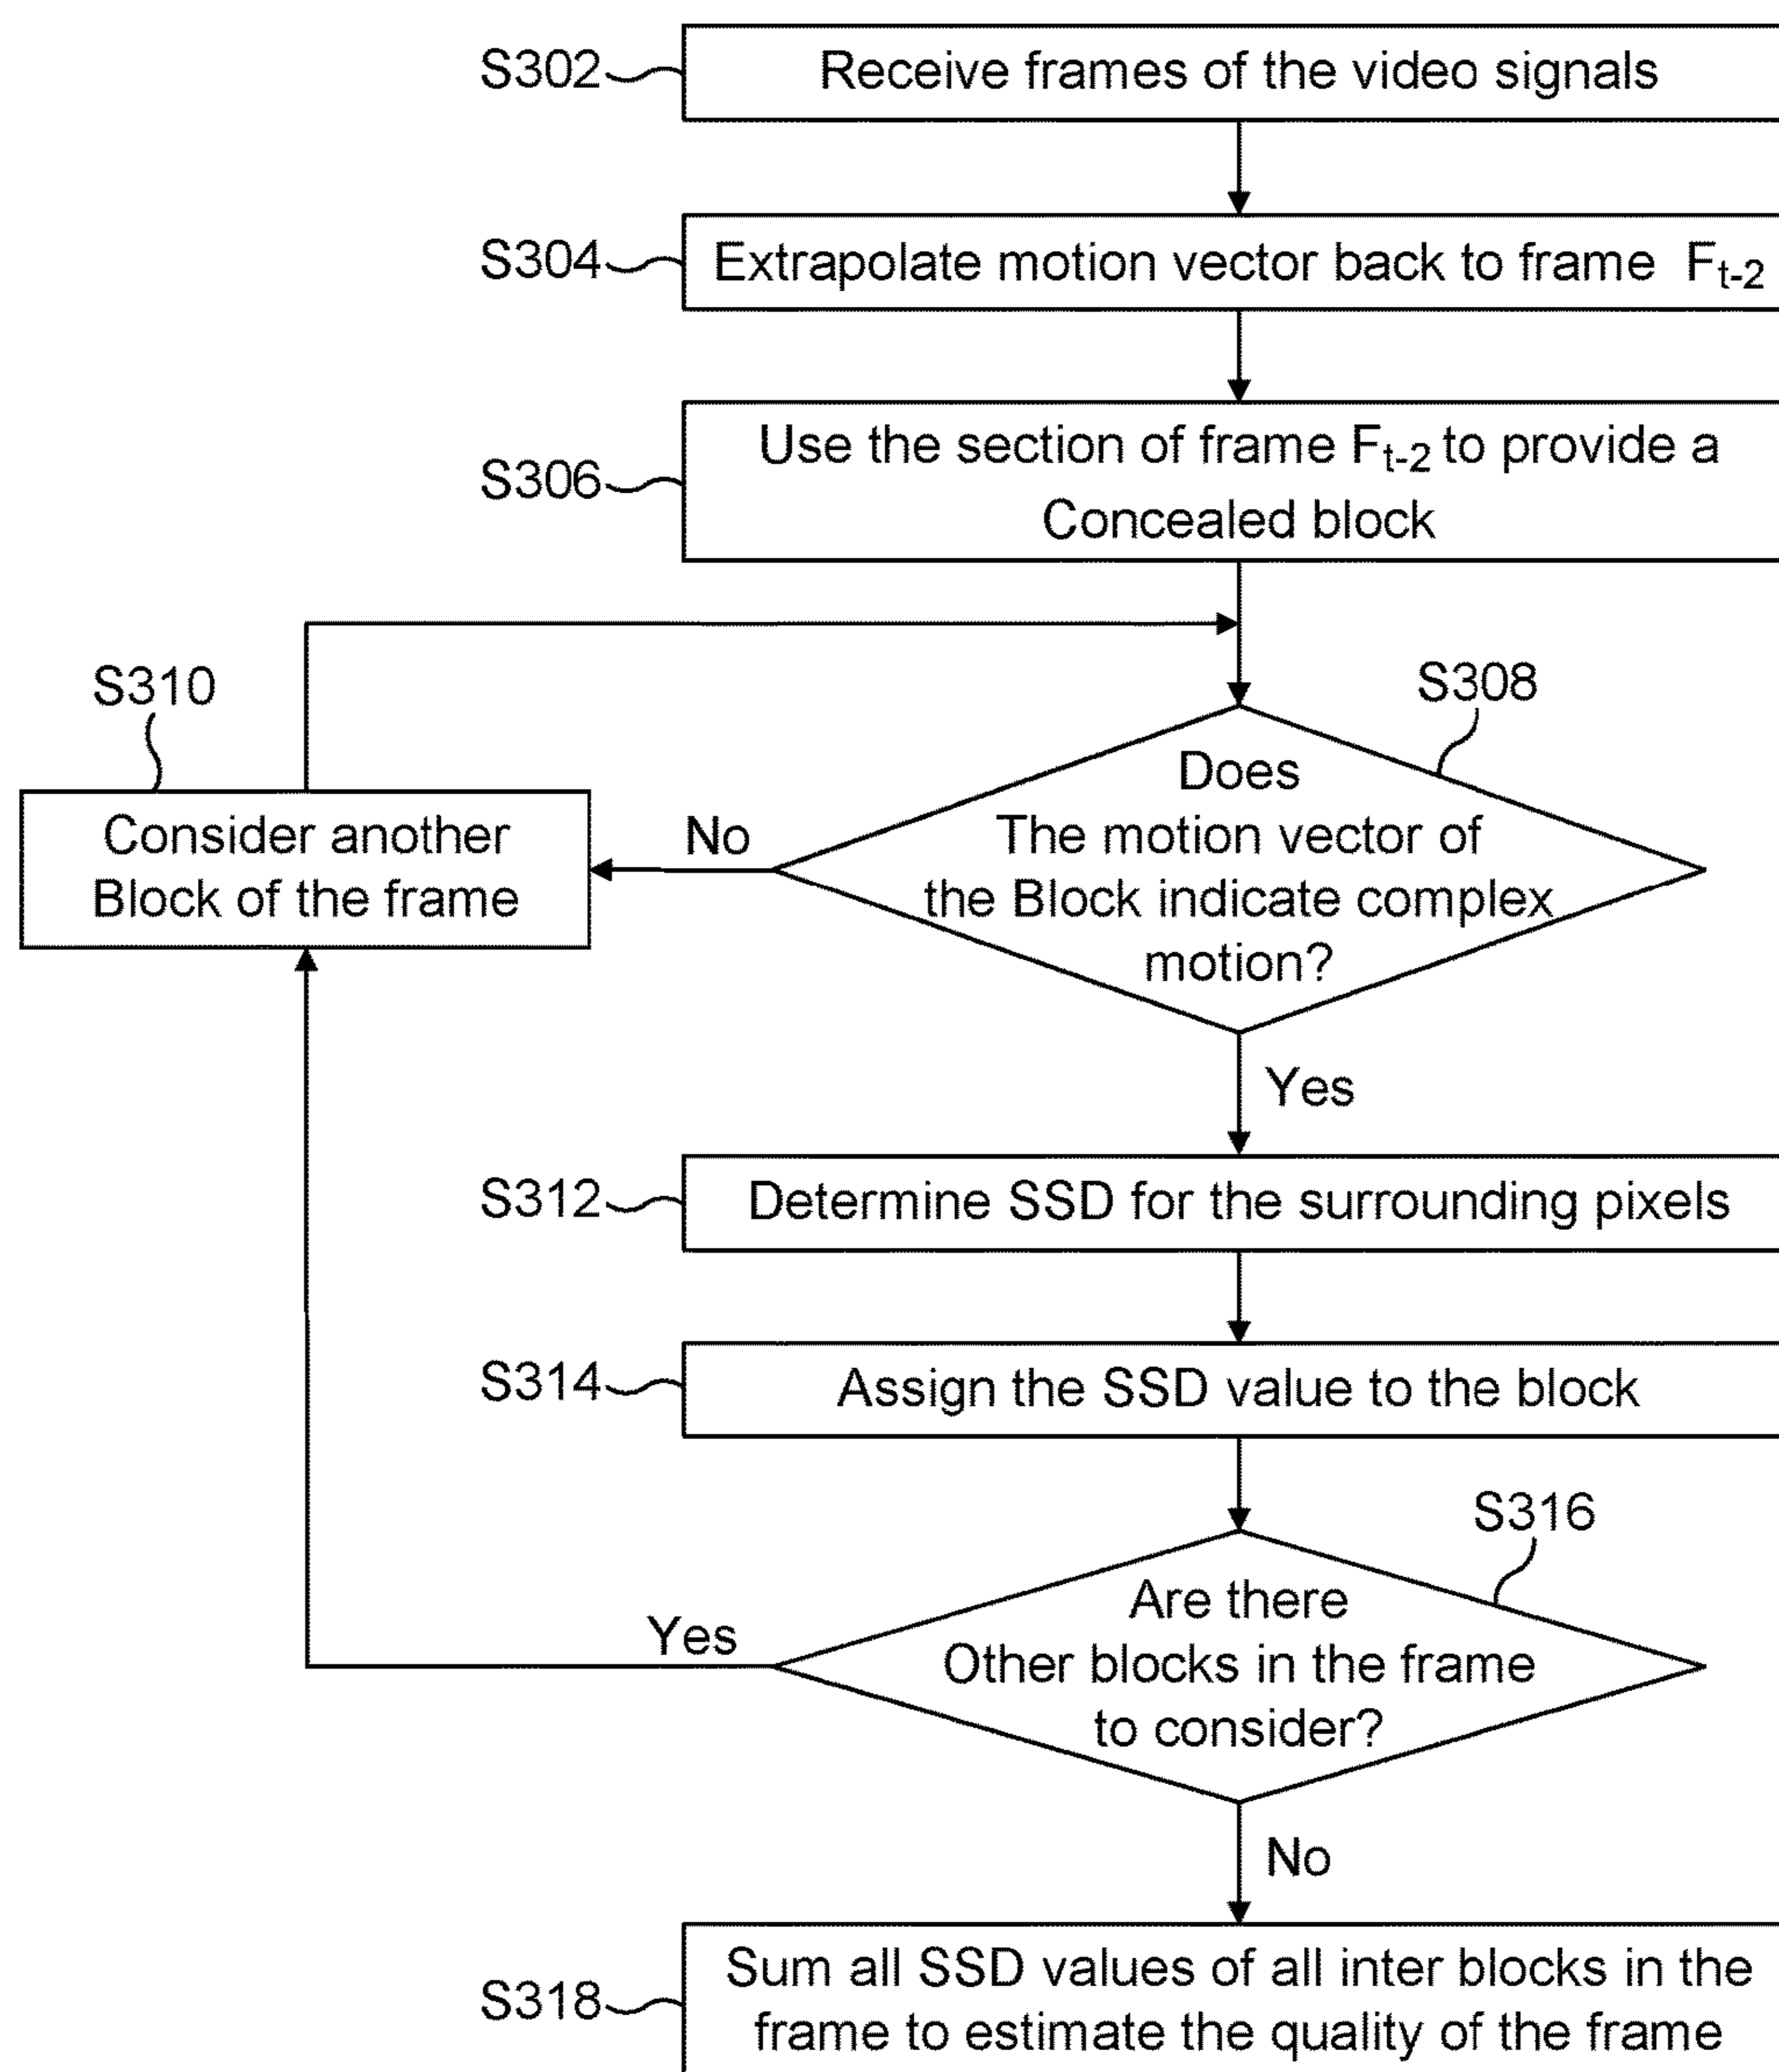 S302
Receive frames of the video signals
S304
Extrapolate motion vector back to frame F_{t-2}
S306
Use the section of frame F_{t-2} to provide a
Concealed block
S310
Consider another
Block of the frame
No
S308
Does
The motion vector of
the Block indicate complex
motion?
Yes
S312
Determine SSD for the surrounding pixels
S314
Assign the SSD value to the block
S316
Are there
Other blocks in the frame
to consider?
Yes
No
S318
Sum all SSD values of all inter blocks in the
frame to estimate the quality of the frame